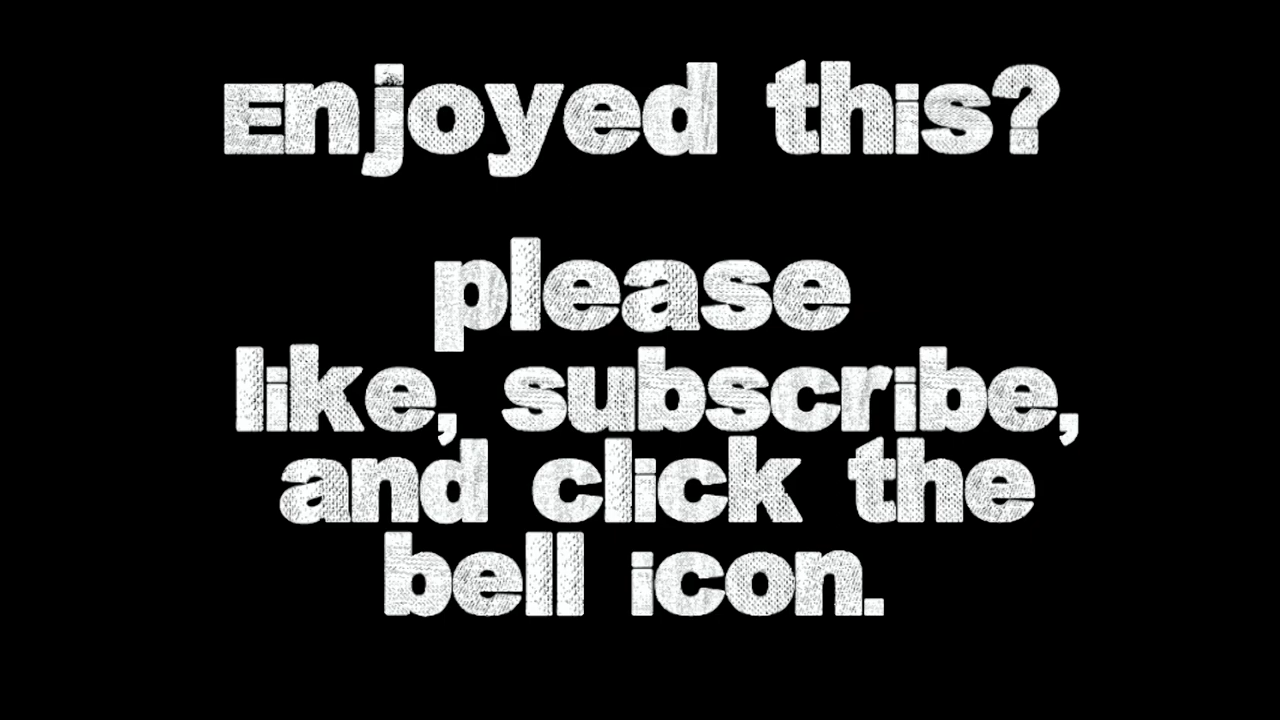 Enjoyed this?
please
like, subscribe,
and click the
bell icon.